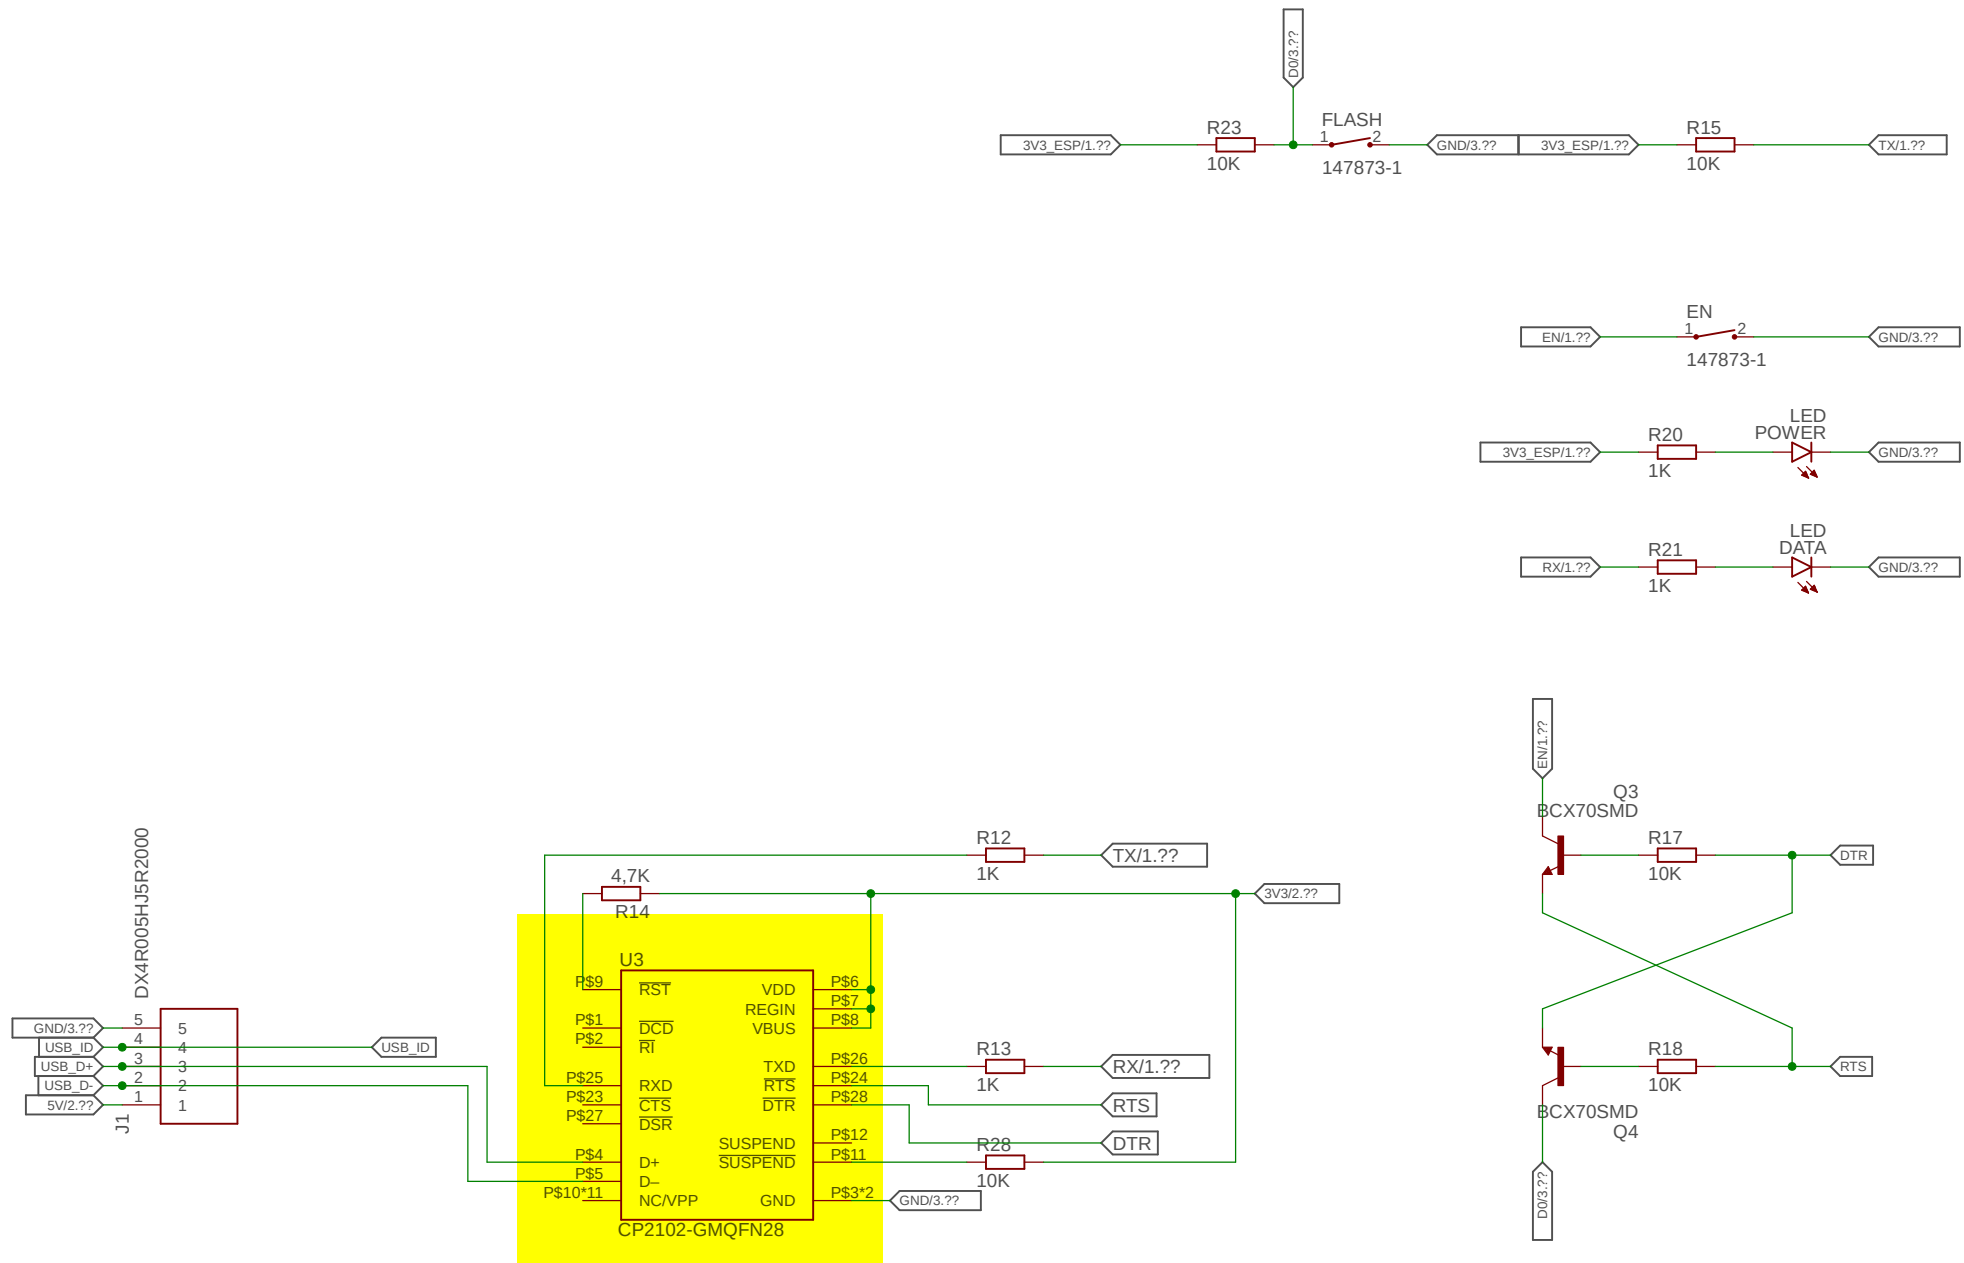 D0/3.??
R23
FLASH
R15
3V3_ESP/1.??
1
2
GND/3.??
3V3_ESP/1.??
TX/1.??
10K
147873-1
10K
EN
EN/1.??
1
2
GND/3.??
147873-1
LED
POWER
R20
3V3_ESP/1.??
GND/3.??
1K
LED
DATA
R21
RX/1.??
GND/3.??
1K
EN/1.??
Q3
BCX70SMD
R17
DTR
10K
R18
RTS
10K
BCX70SMD
Q4
D0/3.??
R12
TX/1.??
1K
4,7K
R14
3V3/2.??
DX4R005HJ5R2000
GND/3.??
5
5
USB_ID
4
4
USB_ID
USB_D+
3
3
USB_D-
2
2
5V/2.??
1
1
J1
U3
P$9
RST
P$1
DCD
P$2
RI
P$25
RXD
P$23
CTS
P$27
DSR
P$4
D+
P$5
D–
P$10*11
NC/VPP
VDD
P$6
REGIN
P$7
VBUS
P$8
TXD
P$26
RTS
P$24
DTR
P$28
SUSPEND
P$12
SUSPEND
P$11
GND
P$3*2
CP2102-GMQFN28
R13
RX/1.??
1K
RTS
DTR
R28
10K
GND/3.??